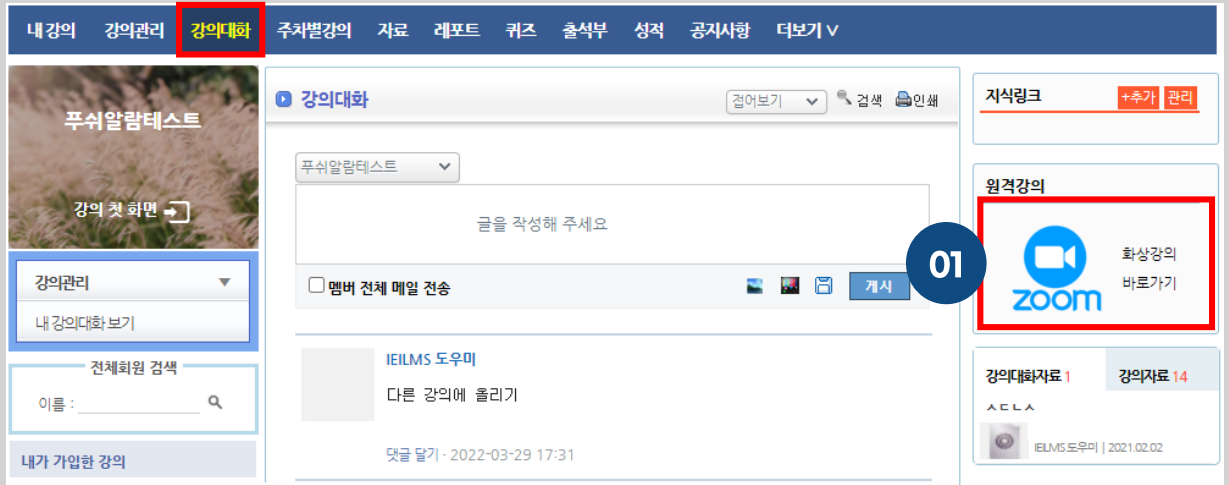 내 강의 강의관리 강의대화 주차별강의 자료 레포트 퀴즈 출석부 성적 공지사항 더보기 ∨
푸쉬알람테스트
강의 첫 화면
강의관리 ▼
내 강의대화 보기
전체회원 검색
이름 :
내가 가입한 강의
강의대화
접어보기 검색 인쇄
푸쉬알람테스트
글을 작성해 주세요
멤버 전체 메일 전송 게시
IEILMS 도우미
다른 강의에 올리기
댓글 달기 · 2022-03-29 17:31
지식링크 +추가 관리
원격강의
01
zoom
화상강의
바로가기
강의대화자료 1 강의자료 14
ㅅㄷㄴㅅ
IEILMS 도우미 | 2021.02.02